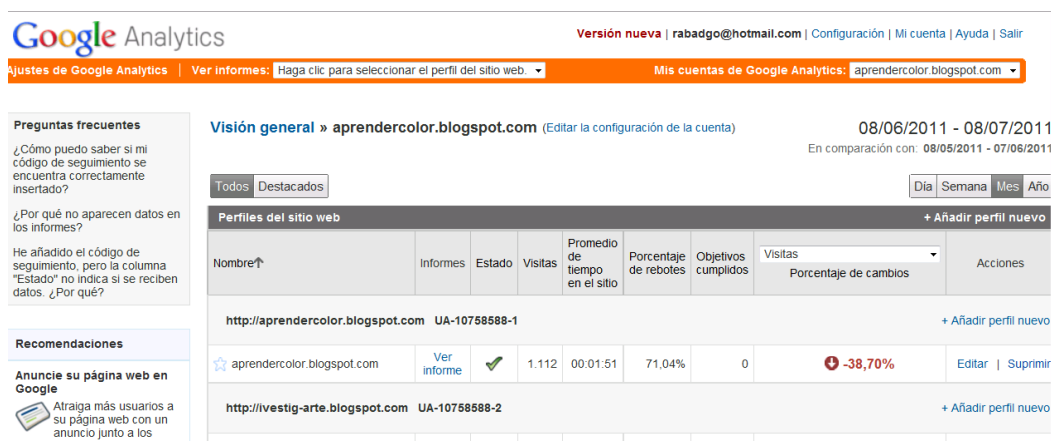 Google Analytics
Versión nueva | rabadgo@hotmail.com | Configuración | Mi cuenta | Ayuda | Salir
Ajustes de Google Analytics | Ver informes: Haga clic para seleccionar el perfil del sitio web.
Mis cuentas de Google Analytics: aprendercolor.blogspot.com
Preguntas frecuentes
¿Cómo puedo saber si mi
código de seguimiento se
encuentra correctamente
insertado?
¿Por qué no aparecen datos en
los informes?
He añadido el código de
seguimiento, pero la columna
"Estado" no indica si se reciben
datos. ¿Por qué?
Recomendaciones
Anuncie su página web en
Google
Atraiga más usuarios a
su página web con un
anuncio junto a los
Visión general » aprendercolor.blogspot.com (Editar la configuración de la cuenta)
08/06/2011 - 08/07/2011
En comparación con: 08/05/2011 - 07/06/2011
Todos Destacados
Día Semana Mes Año
Perfiles del sitio web + Añadir perfil nuevo
Nombre↑ Informes Estado Visitas
Promedio
de
tiempo
en el sitio
Porcentaje
de rebotes
Objetivos
cumplidos
Visitas
Porcentaje de cambios
Acciones
http://aprendercolor.blogspot.com UA-10758588-1 + Añadir perfil nuevo
aprendercolor.blogspot.com
Ver
informe
1.112 00:01:51 71,04% 0 -38,70% Editar | Suprimir
http://ivestig-arte.blogspot.com UA-10758588-2 + Añadir perfil nuevo